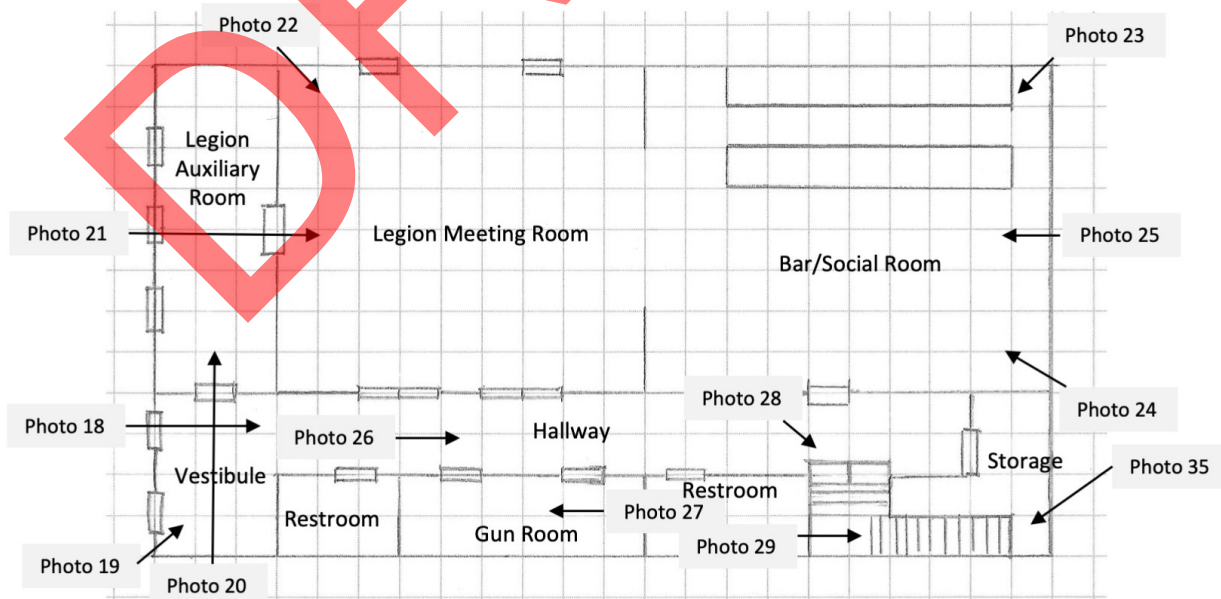 Photo 22
Photo 23
Legion
Auxiliary
Room
Photo 21
Legion Meeting Room
Photo 25
Bar/Social Room
Photo 28
Photo 24
Photo 18
Photo 26
Hallway
Vestibule
Storage
Photo 35
Restroom
Restroom
Photo 27
Gun Room
Photo 29
Photo 19
Photo 20